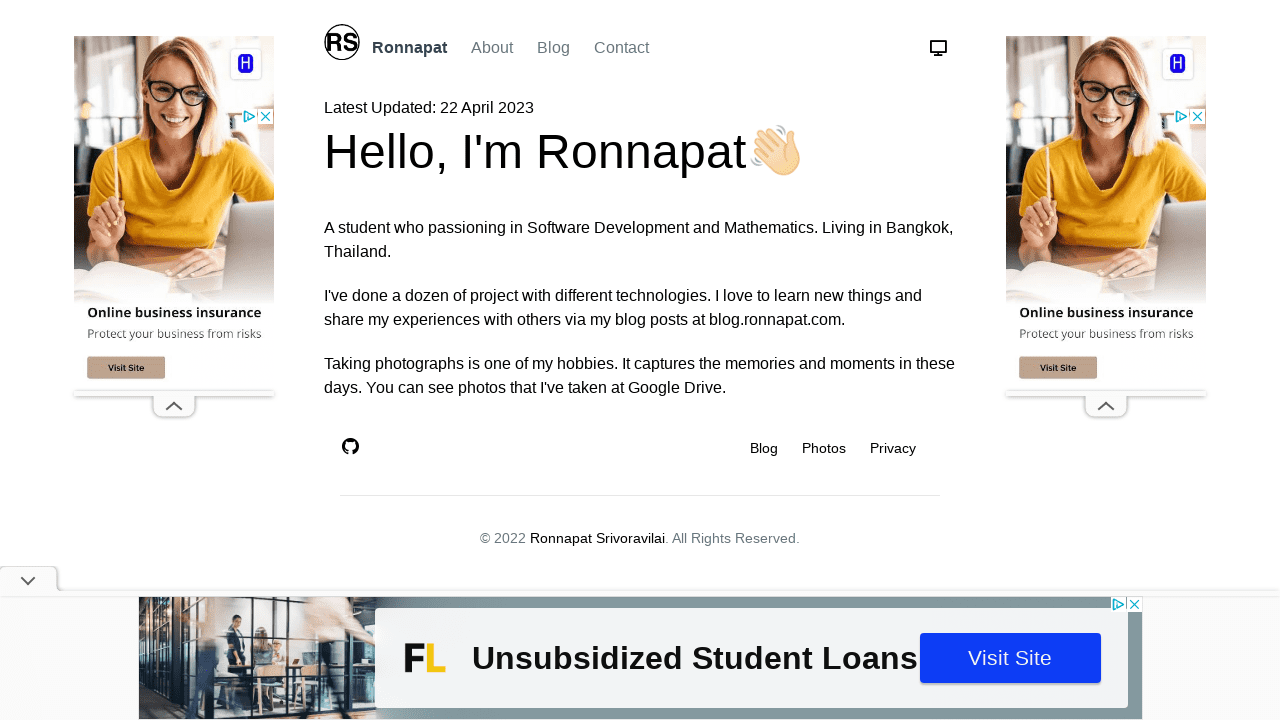 RS Ronnapat About Blog Contact
Latest Updated: 22 April 2023
Hello, I'm Ronnapat👋🏼
A student who passioning in Software Development and Mathematics. Living in Bangkok,
Thailand.
I've done a dozen of project with different technologies. I love to learn new things and
share my experiences with others via my blog posts at blog.ronnapat.com.
Taking photographs is one of my hobbies. It captures the memories and moments in these
days. You can see photos that I've taken at Google Drive.
Blog Photos Privacy
© 2022 Ronnapat Srivoravilai. All Rights Reserved.
H
Online business insurance
Protect your business from risks
Visit Site
H
Online business insurance
Protect your business from risks
Visit Site
FL Unsubsidized Student Loans Visit Site